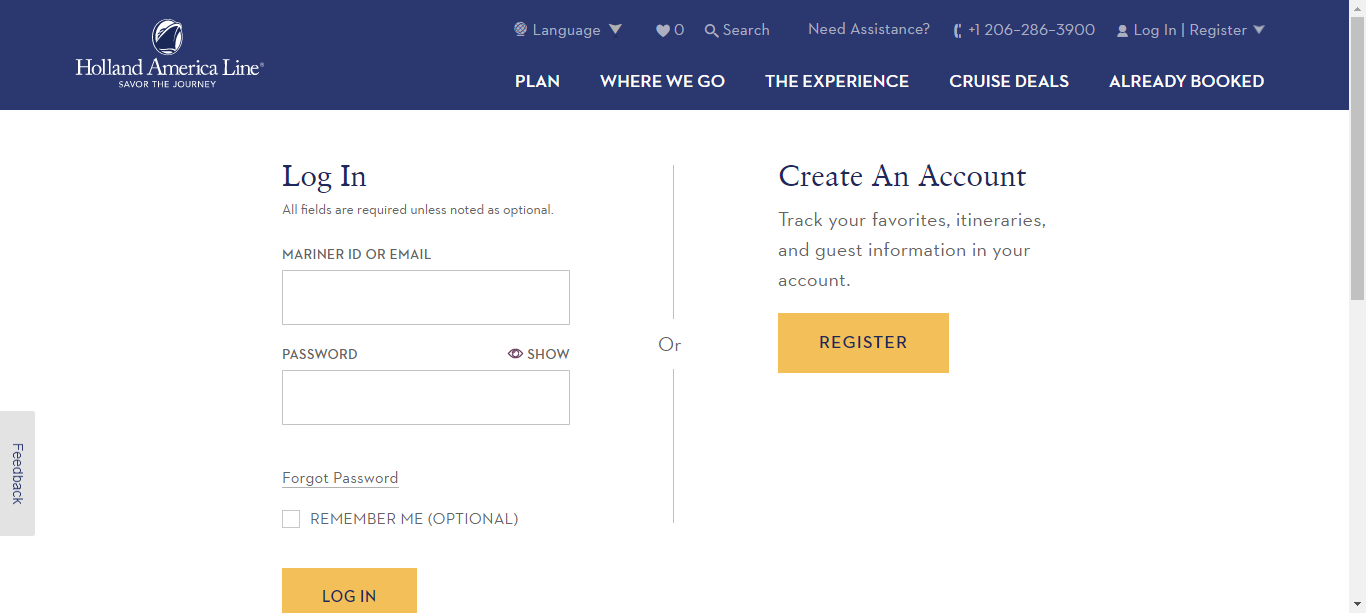 Language
0
Search
Need Assistance?
+1 206-286-3900
Log In | Register
Holland America Line®
SAVOR THE JOURNEY
PLAN
WHERE WE GO
THE EXPERIENCE
CRUISE DEALS
ALREADY BOOKED
Log In
All fields are required unless noted as optional.
MARINER ID OR EMAIL
PASSWORD
SHOW
Forgot Password
REMEMBER ME (OPTIONAL)
LOG IN
Or
Create An Account
Track your favorites, itineraries,
and guest information in your
account.
REGISTER
Feedback